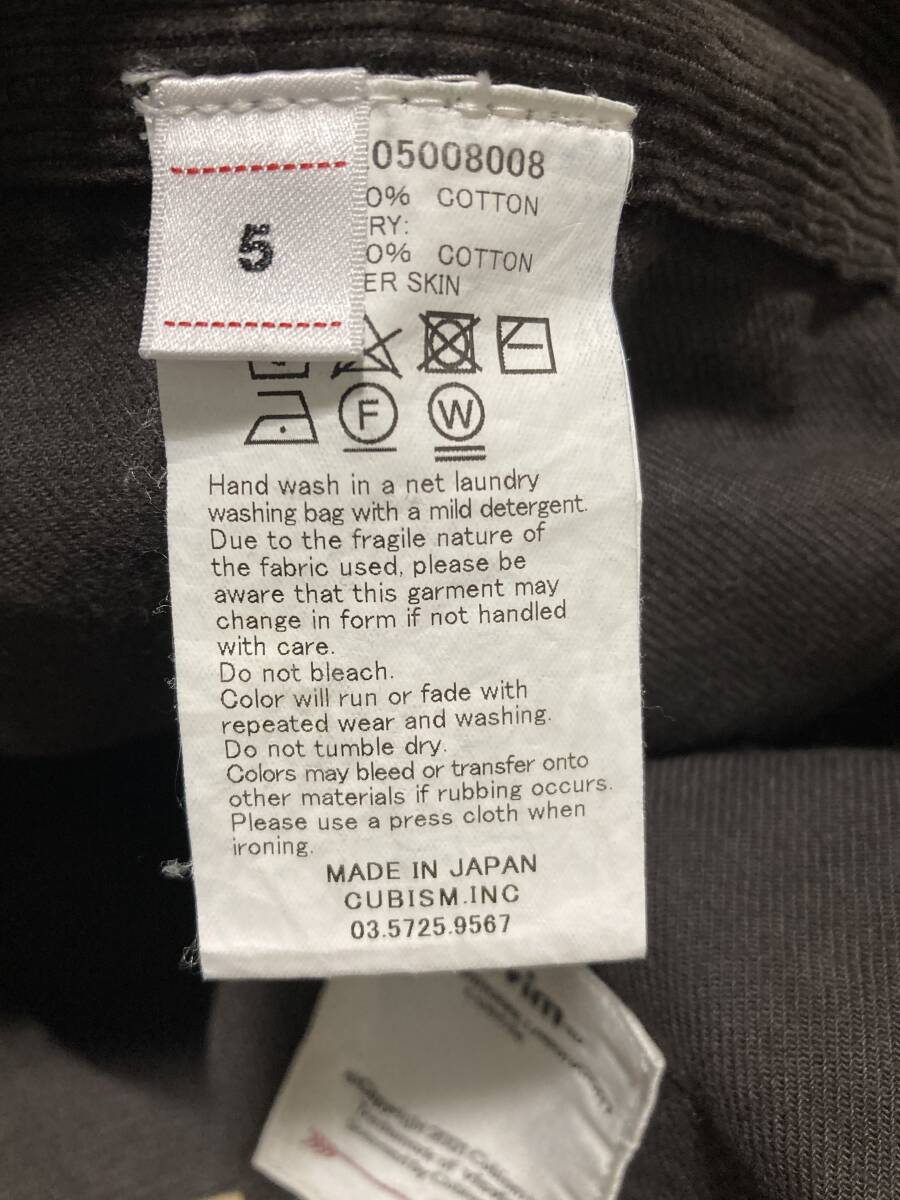 5
05008008
0% COTTON
RY:
0% COTTON
ER SKIN
F W
Hand wash in a net laundry
washing bag with a mild detergent.
Due to the fragile nature of
the fabric used, please be
aware that this garment may
change in form if not handled
with care.
Do not bleach.
Color will run or fade with
repeated wear and washing.
Do not tumble dry.
Colors may bleed or transfer onto
other materials if rubbing occurs.
Please use a press cloth when
ironing.
MADE IN JAPAN
CUBISM.INC
03.5725.9567